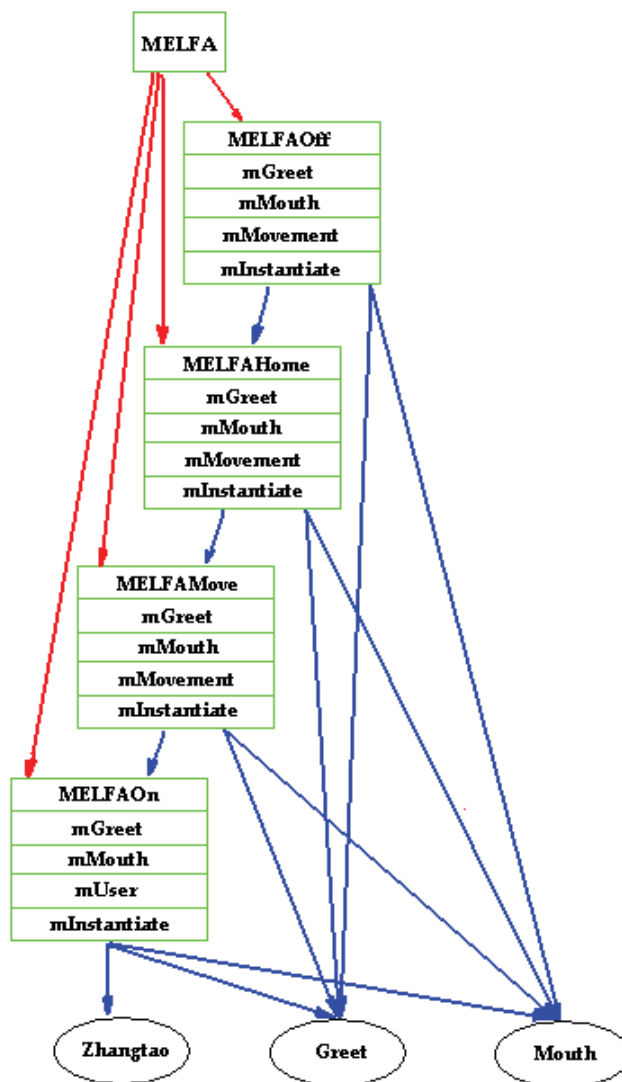 MELFA
MELFAOff
mGreet
mMouth
mMovement
mInstantiate
MELFAHome
mGreet
mMouth
mMovement
mInstantiate
MELFAMove
mGreet
mMouth
mMovement
mInstantiate
MELFAOn
mGreet
mMouth
mUser
mInstantiate
Zhangtao Greet Mouth